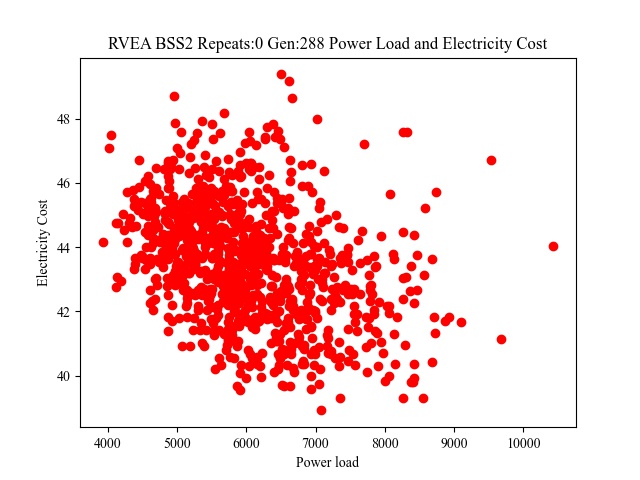 RVEA BSS2 Repeats:0 Gen:288 Power Load and Electricity Cost
48
46
44
42
40
Electricity Cost
4000 5000 6000 7000 8000 9000 10000
Power load